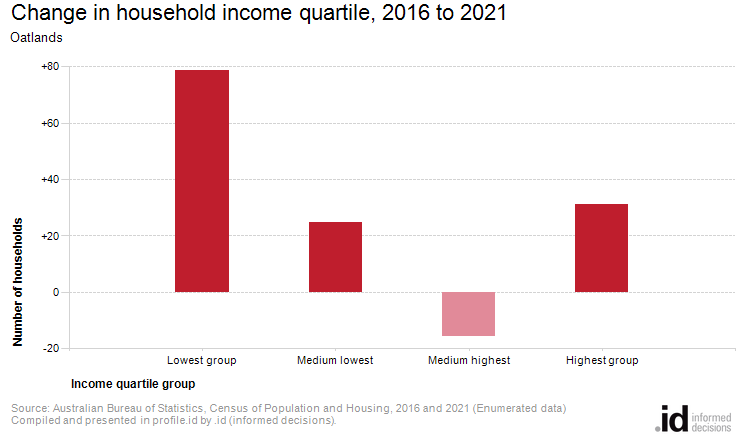 Change in household income quartile, 2016 to 2021
Oatlands
+80
+60
+40
+20
0
-20
Number of households
Lowest group
Medium lowest
Medium highest
Highest group
Income quartile group
Source: Australian Bureau of Statistics, Census of Population and Housing, 2016 and 2021 (Enumerated data)
Compiled and presented in profile.id by .id (informed decisions).
.id informed
decisions